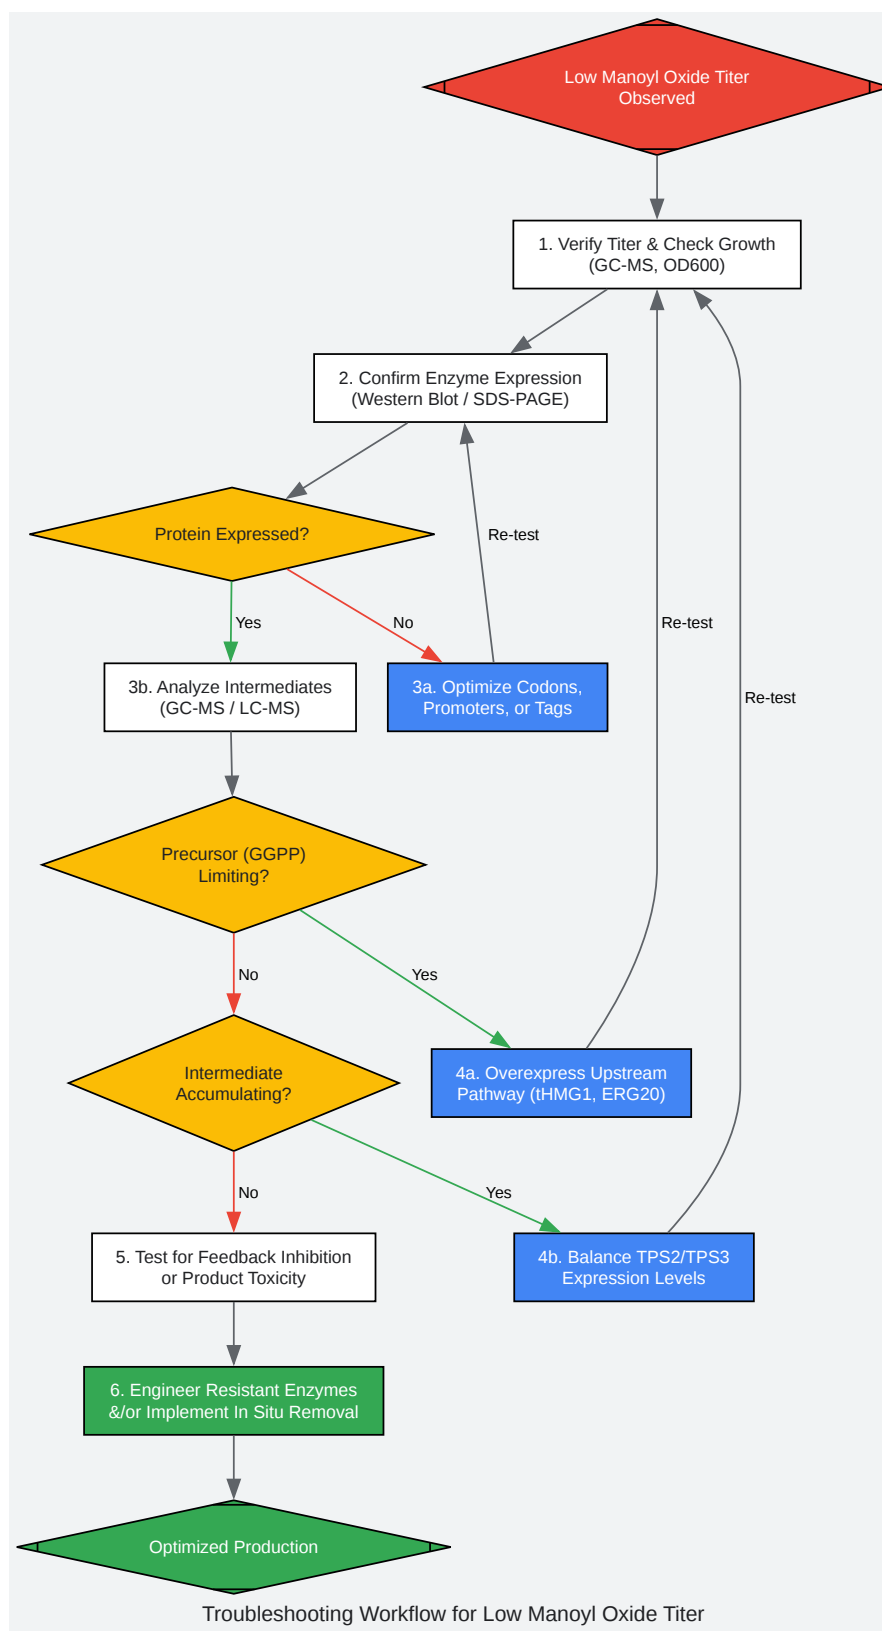 Low Manoyl Oxide Titer
Observed
1. Verify Titer & Check Growth
(GC-MS, OD600)
2. Confirm Enzyme Expression
(Western Blot / SDS-PAGE)
Protein Expressed?
Re-test
Yes
No
Re-test
3b. Analyze Intermediates
(GC-MS / LC-MS)
3a. Optimize Codons,
Promoters, or Tags
Re-test
Precursor (GGPP)
Limiting?
No
Yes
Intermediate
Accumulating?
4a. Overexpress Upstream
Pathway (tHMG1, ERG20)
No
Yes
5. Test for Feedback Inhibition
or Product Toxicity
4b. Balance TPS2/TPS3
Expression Levels
6. Engineer Resistant Enzymes
&/or Implement In Situ Removal
Optimized Production
Troubleshooting Workflow for Low Manoyl Oxide Titer